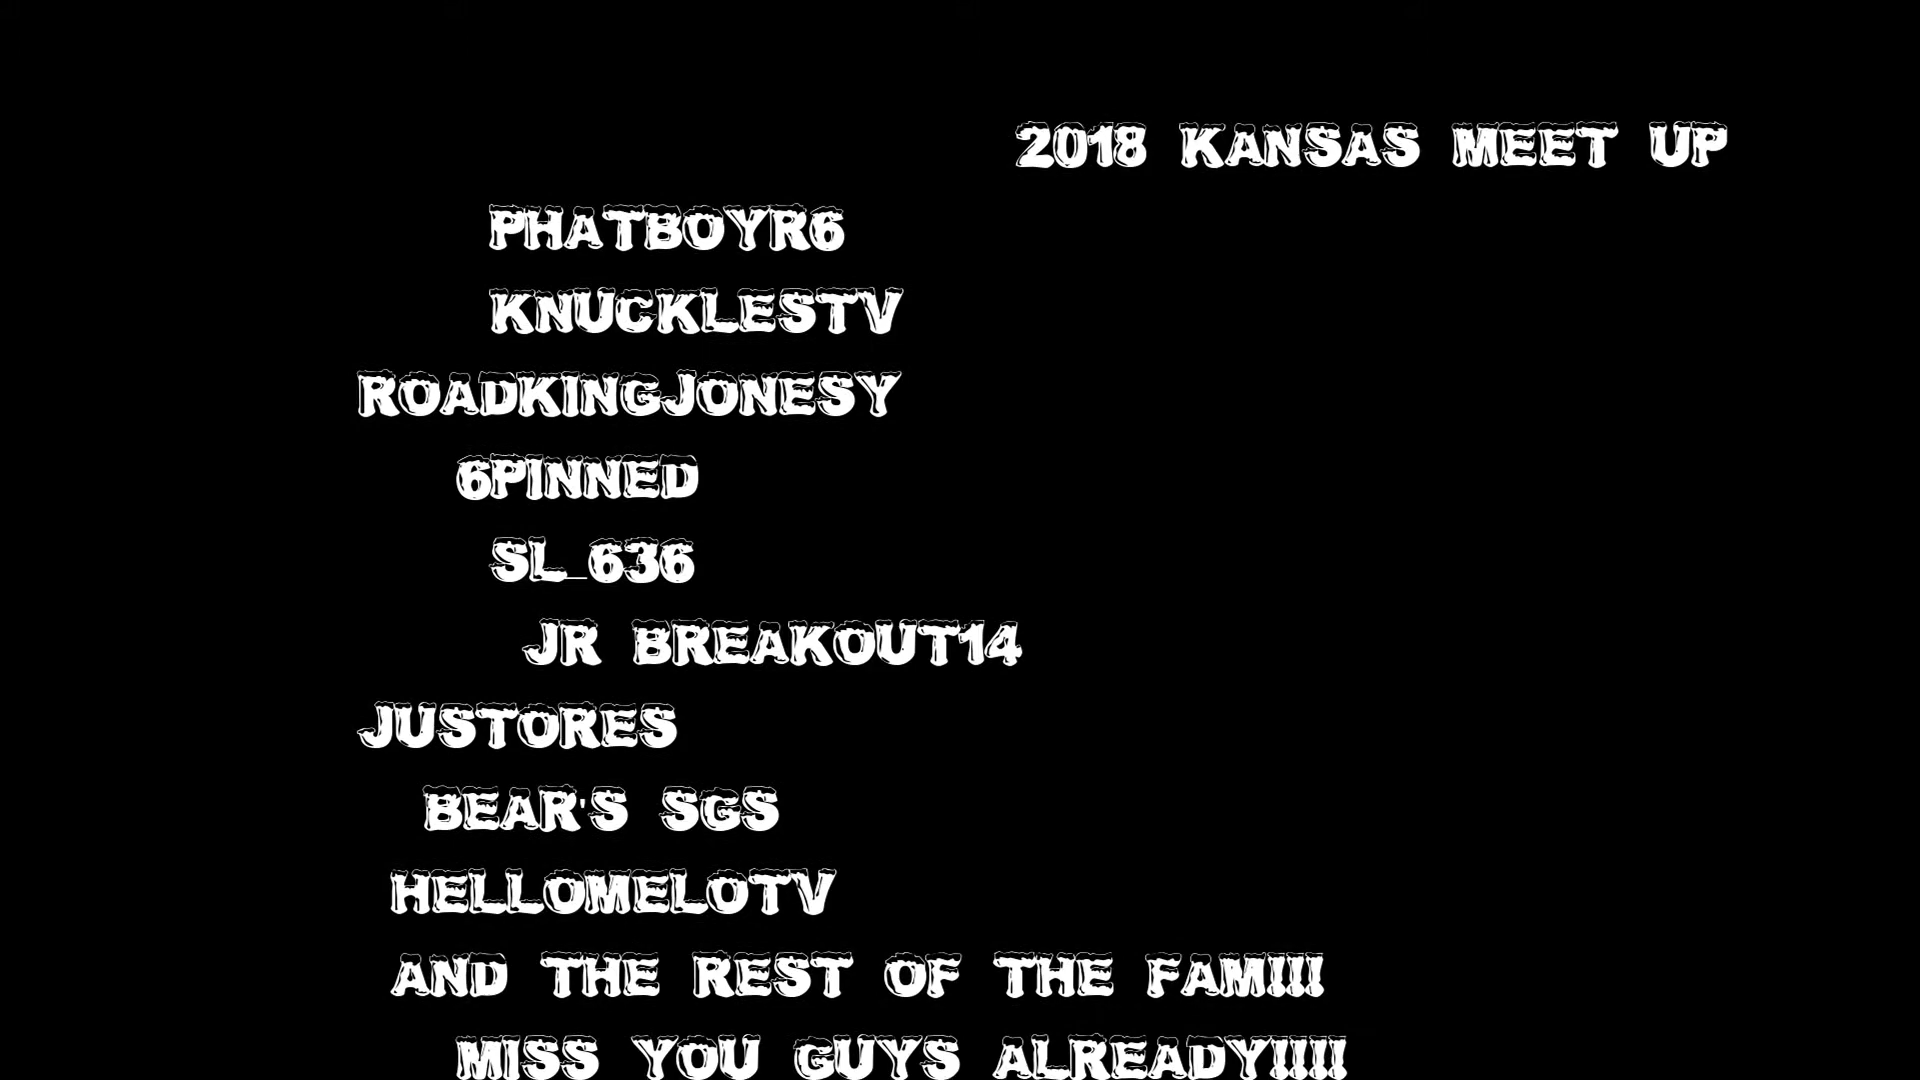 2018 KANSAS MEET UP
PHATBOYR6
KNUCKLESTV
ROADKINGJONESY
6PINNED
SL_636
JR BREAKOUT14
JUSTORES
BEAR'S SGS
HELLOMELOTV
AND THE REST OF THE FAM!!!
MISS YOU GUYS ALREADY!!!!